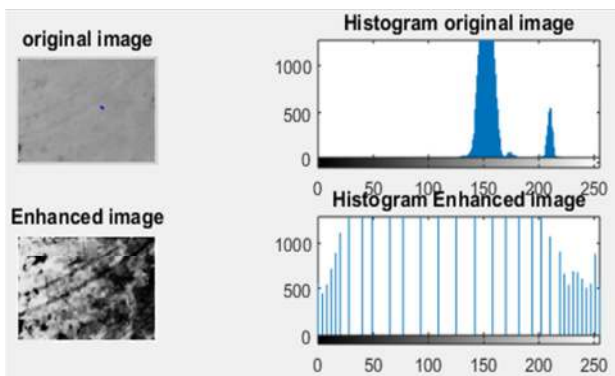 original image
Histogram original image
1000
500
0
0 50 100 150 200 250
Enhanced image
Histogram Enhanced image
1000
500
0
0 50 100 150 200 250